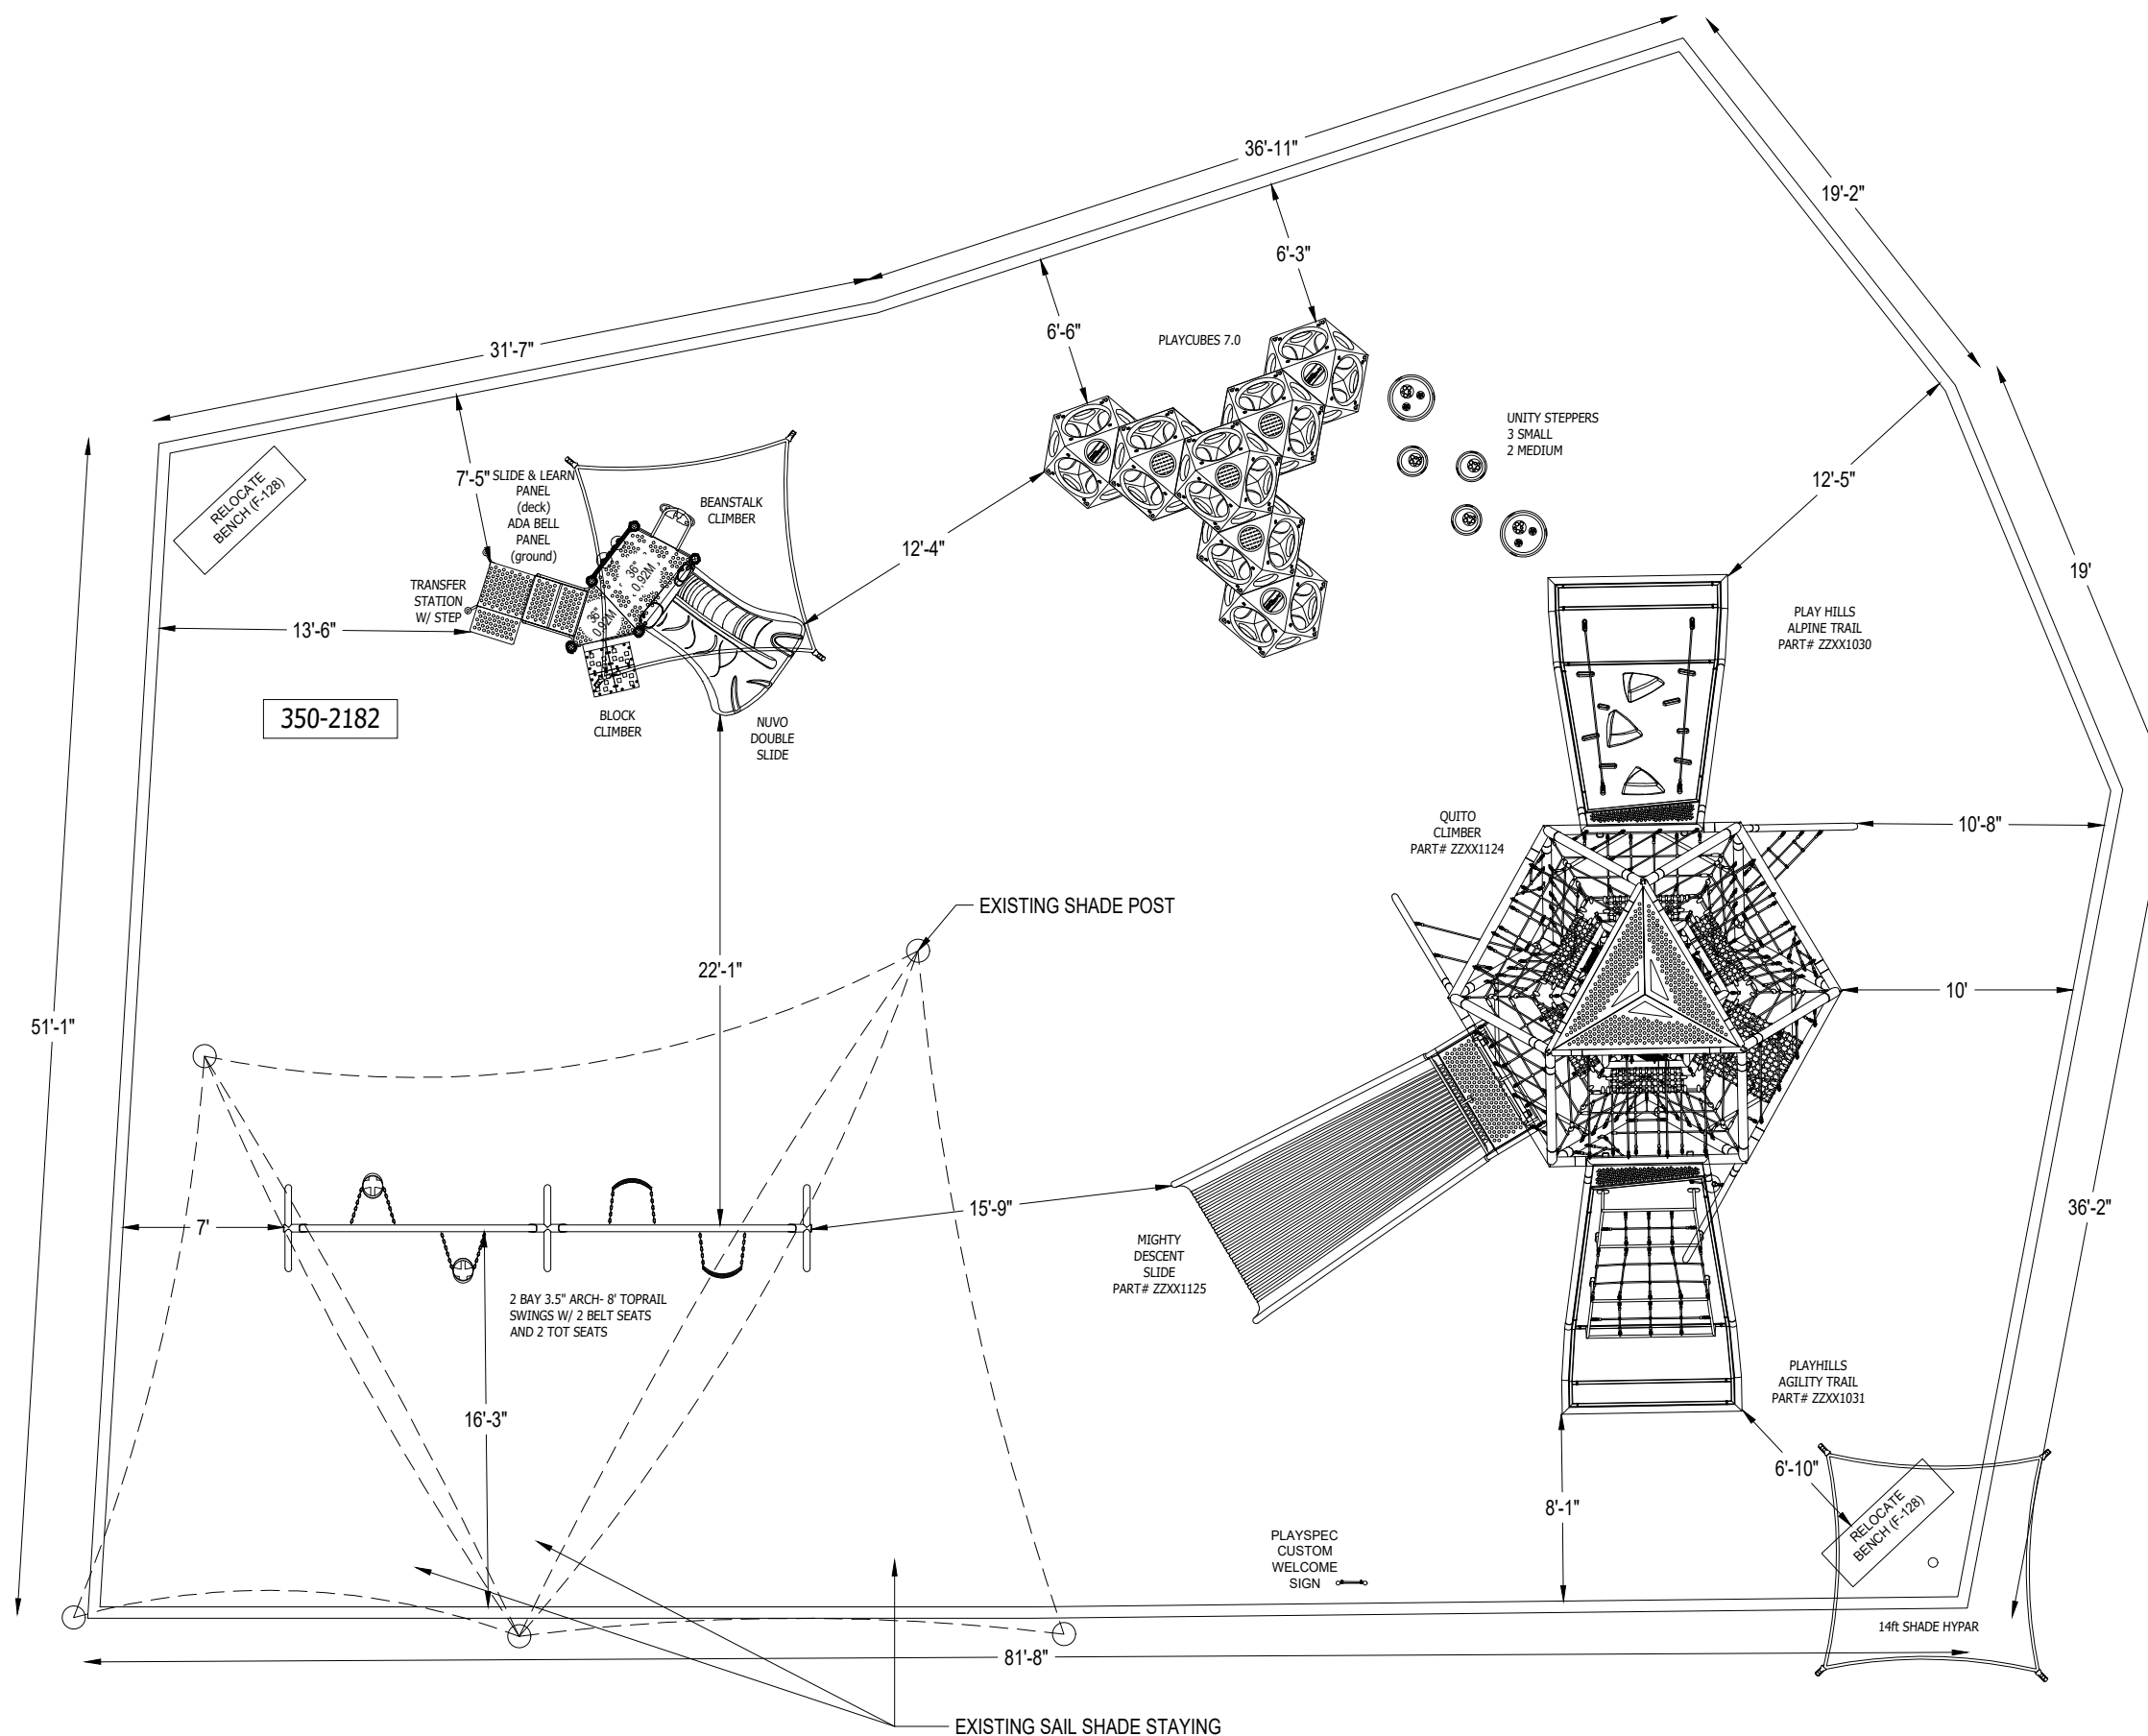 36'-11"
19'-2"
6'-3"
6'-6"
31'-7"
PLAYCUBES 7.0
UNITY STEPPERS
3 SMALL
2 MEDIUM
12'-5"
19'
RELOCATE
BENCH (F-128)
7'-5"
SLIDE & LEARN
PANEL
(deck)
ADA BELL
PANEL
(ground)
BEANSTALK
CLIMBER
12'-4"
36"
0.92M
36"
0.92M
TRANSFER
STATION
W/ STEP
13'-6"
PLAY HILLS
ALPINE TRAIL
PART# ZZXX1030
350-2182
BLOCK
CLIMBER
NUVO
DOUBLE
SLIDE
QUITO
CLIMBER
PART# ZZXX1124
10'-8"
EXISTING SHADE POST
22'-1"
10'
51'-1"
7'
15'-9"
36'-2"
MIGHTY
DESCENT
SLIDE
PART# ZZXX1125
2 BAY 3.5" ARCH- 8' TOPRAIL
SWINGS W/ 2 BELT SEATS
AND 2 TOT SEATS
PLAYHILLS
AGILITY TRAIL
PART# ZZXX1031
16'-3"
6'-10"
8'-1"
RELOCATE
BENCH (F-128)
PLAYSPEC
CUSTOM
WELCOME
SIGN
14ft SHADE HYPAR
81'-8"
EXISTING SAIL SHADE STAYING